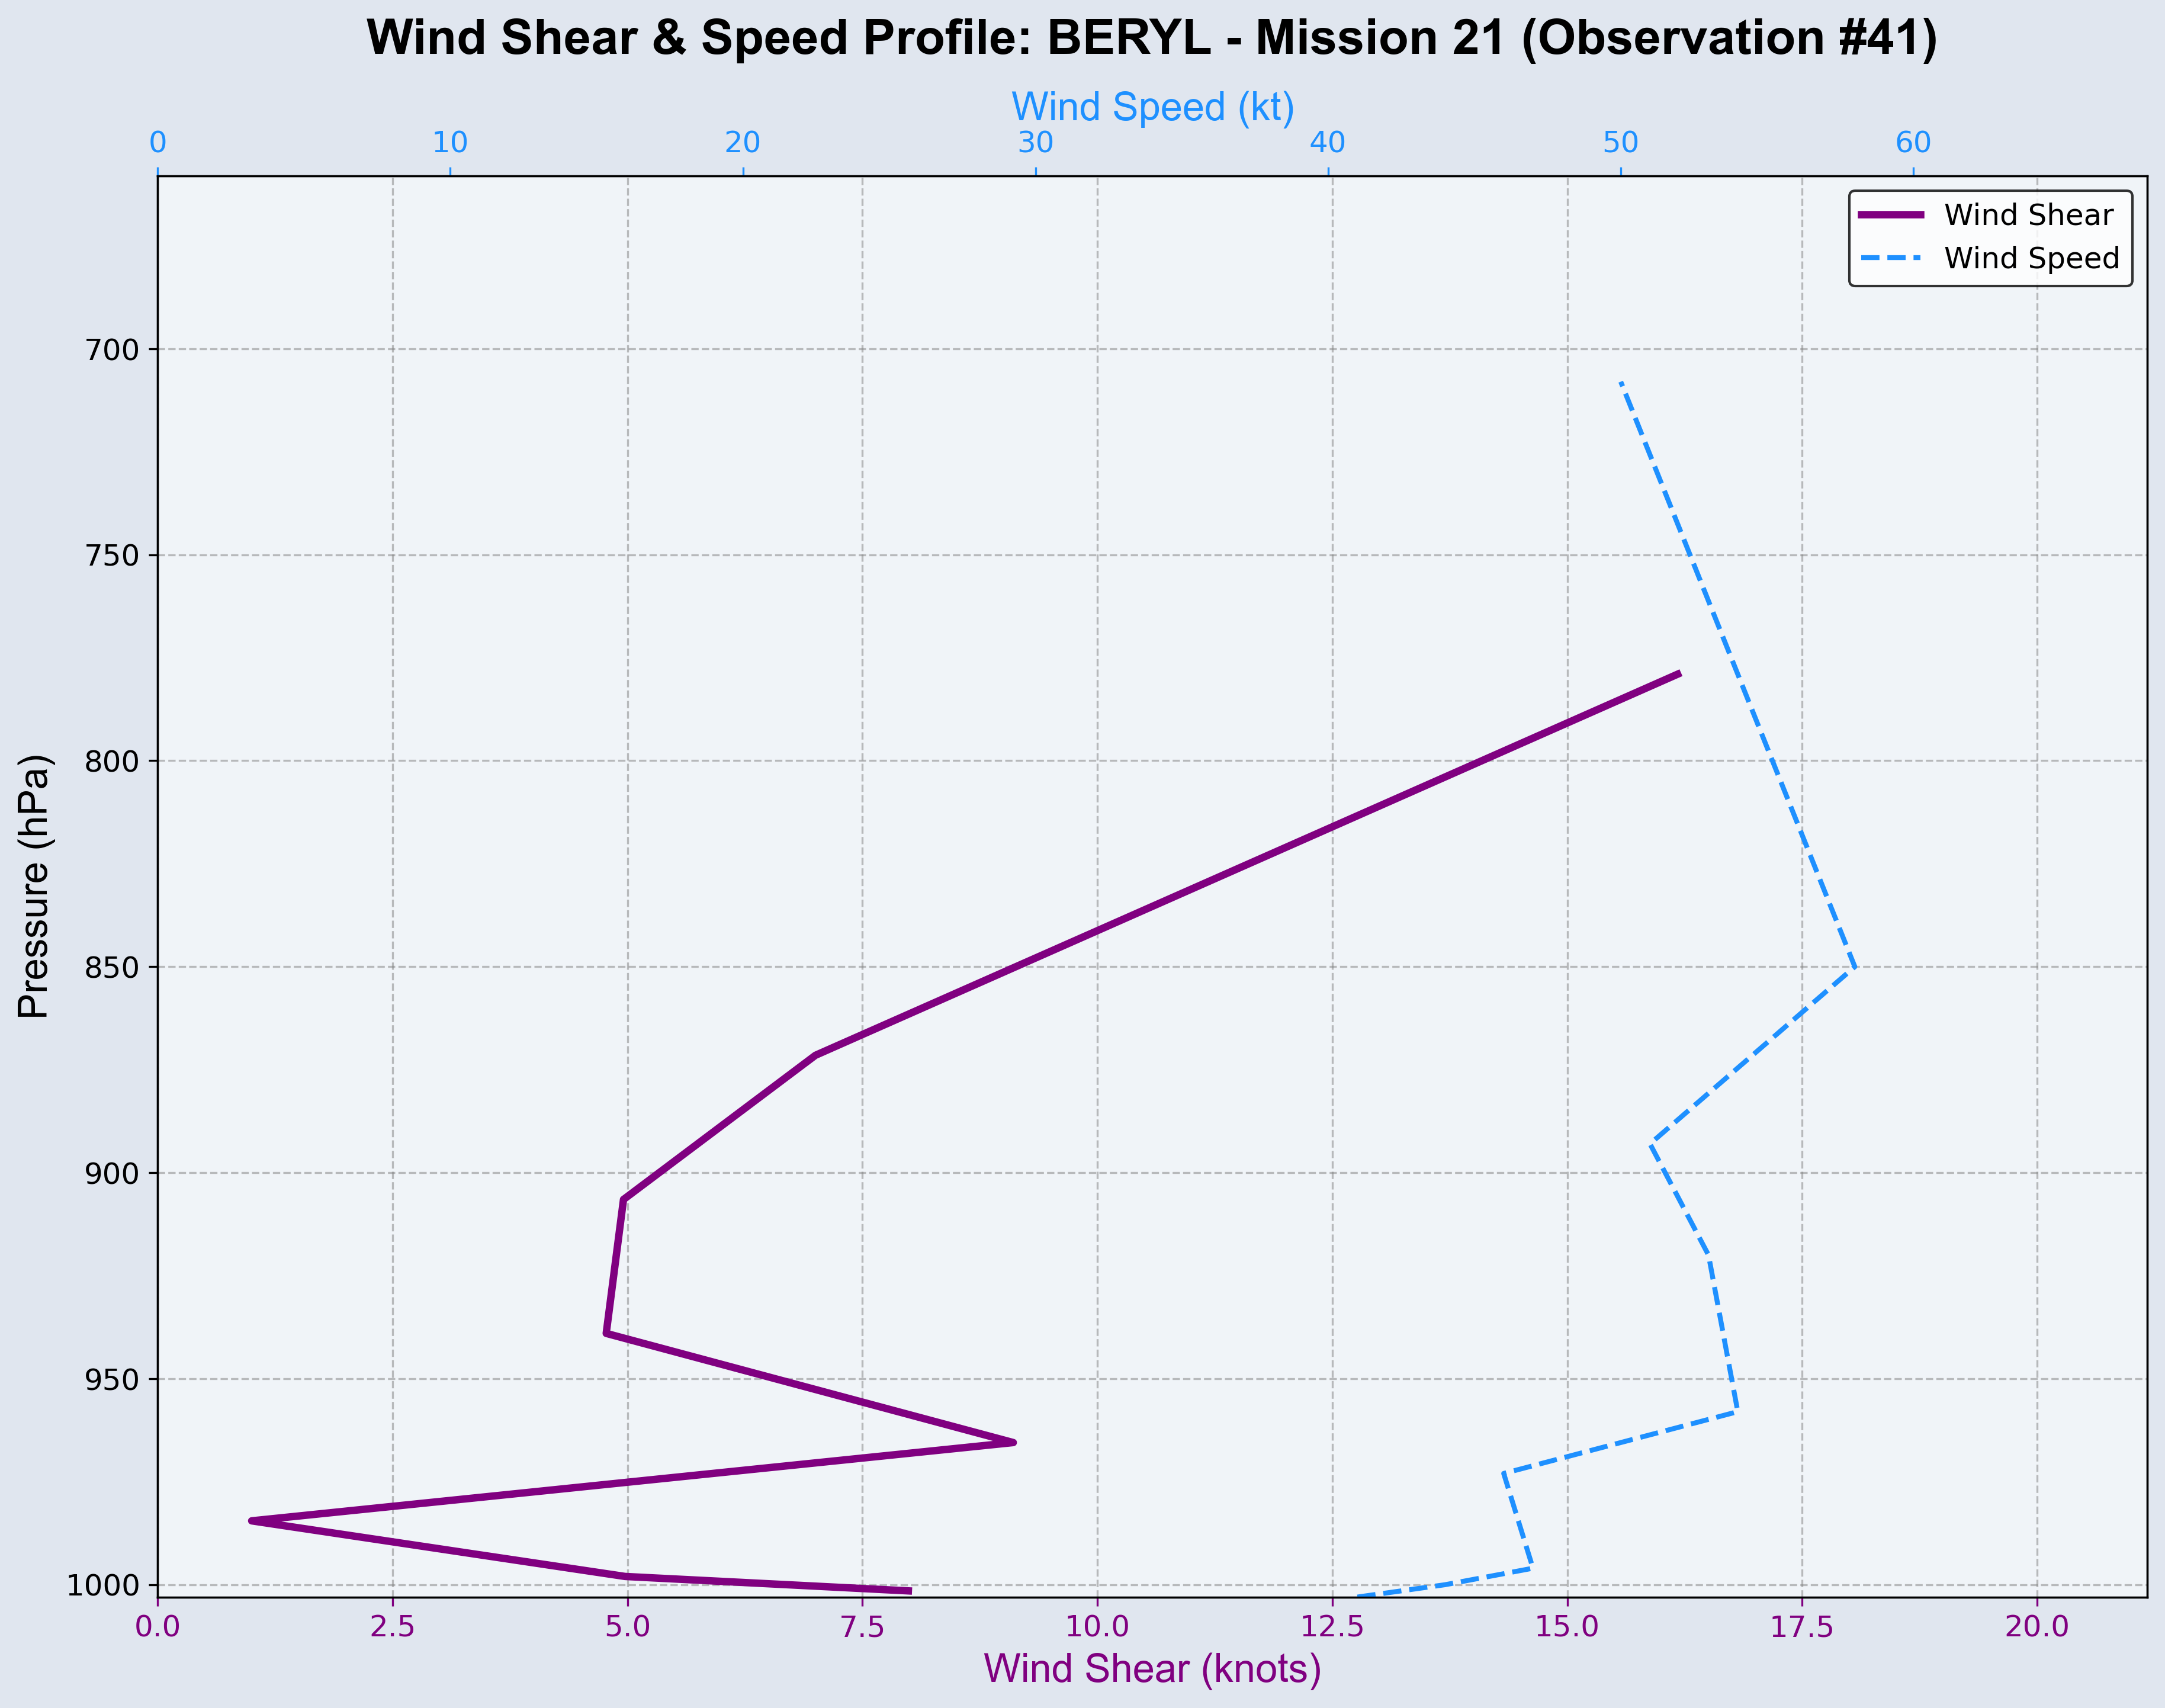 Wind Shear & Speed Profile: BERYL - Mission 21 (Observation #41)
Wind Speed (kt)
0 10 20 30 40 50 60
Wind Shear
Wind Speed
700
750
800
850
900
950
1000
Pressure (hPa)
0.0 2.5 5.0 7.5 10.0 12.5 15.0 17.5 20.0
Wind Shear (knots)